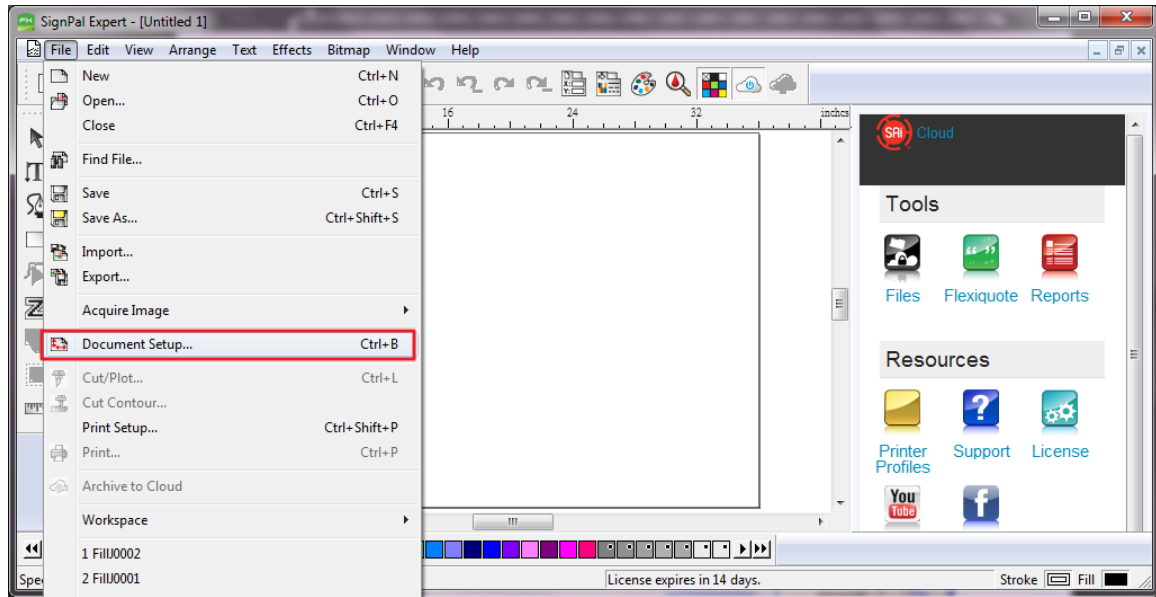 SignPal Expert - [Untitled 1]
File Edit View Arrange Text Effects Bitmap Window Help
New Ctrl+N
Open... Ctrl+O
Close Ctrl+F4
Find File...
Save Ctrl+S
Save As... Ctrl+Shift+S
Import...
Export...
Acquire Image
Document Setup... Ctrl+B
Cut/Plot... Ctrl+L
Cut Contour...
Print Setup... Ctrl+Shift+P
Print... Ctrl+P
Archive to Cloud
Workspace
1 FillJ0002
2 FillJ0001
16 24 32 inches
SAi Cloud
Tools
Files Flexiquote Reports
Resources
Printer Profiles
Support License
You Tube
f
License expires in 14 days.
Stroke Fill